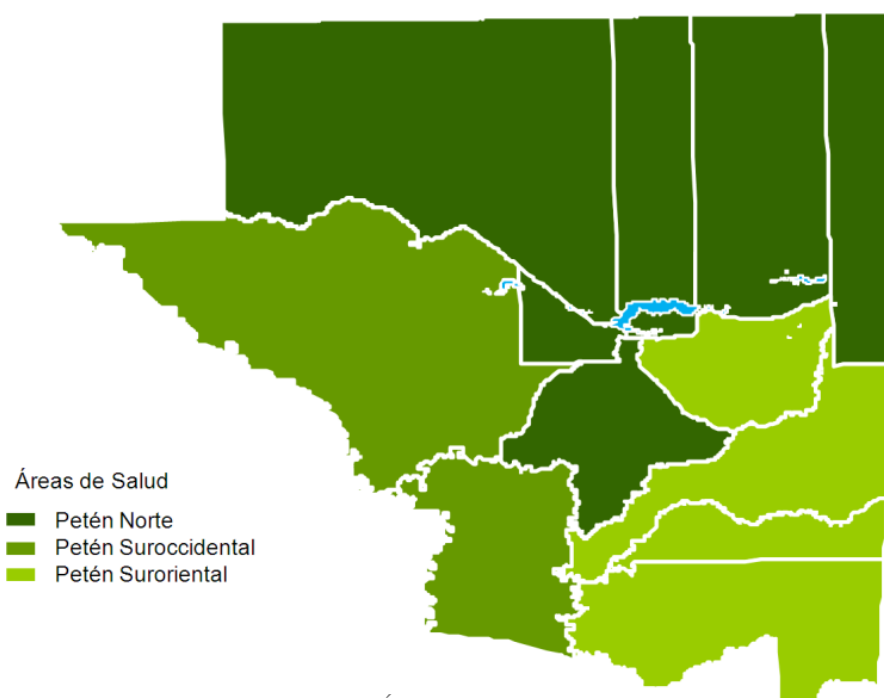 Áreas de Salud
Petén Norte
Petén Suroccidental
Petén Suroriental